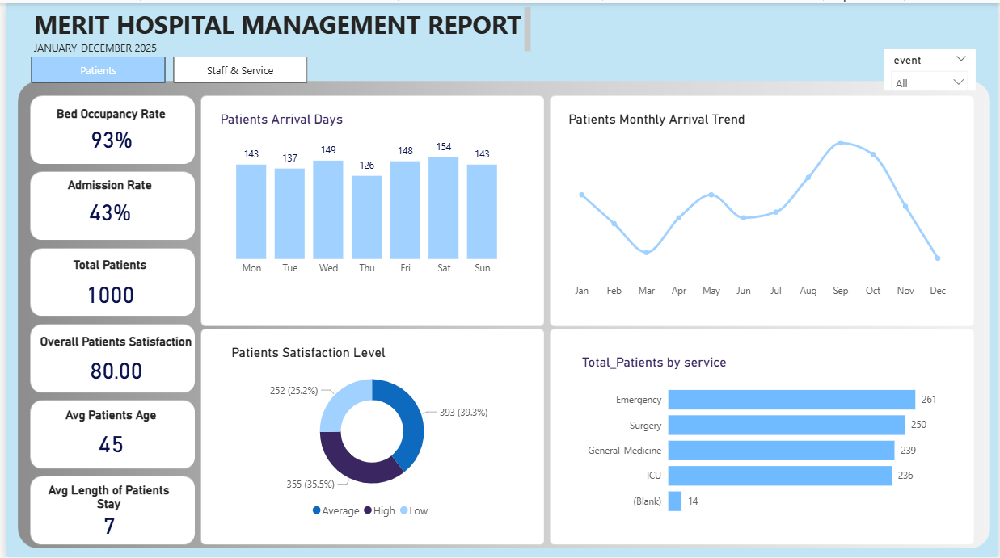 MERIT HOSPITAL MANAGEMENT REPORT
JANUARY-DECEMBER 2025
Patients
Staff & Service
event
All
Bed Occupancy Rate
93%
Admission Rate
43%
Total Patients
1000
Overall Patients Satisfaction
80.00
Avg Patients Age
45
Avg Length of Patients
Stay
7
Patients Arrival Days
143 137 149 126 148 154 143
Mon Tue Wed Thu Fri Sat Sun
Patients Monthly Arrival Trend
Jan Feb Mar Apr May Jun Jul Aug Sep Oct Nov Dec
Patients Satisfaction Level
252 (25.2%)
393 (39.3%)
355 (35.5%)
Average High Low
Total_Patients by service
Emergency 261
Surgery 250
General_Medicine 239
ICU 236
(Blank) 14